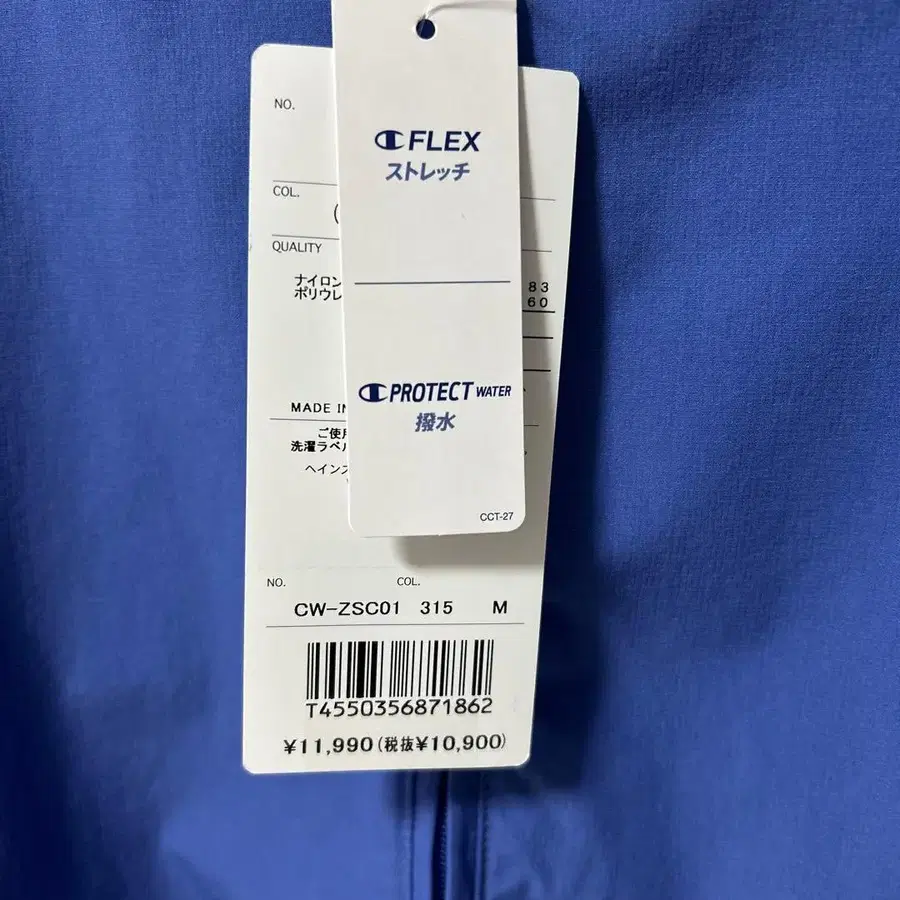 FLEX
ストレッチ
PROTECT WATER
撥水
CCT-27
NO.
COL.
(
QUALITY
ナイロン
ポリウレ
83
60
MADE IN
ご使用
洗濯ラベル
ヘインズ
NO. COL.
CW-ZSC01 315 M
T4550356871862
¥11,990(税抜¥10,900)